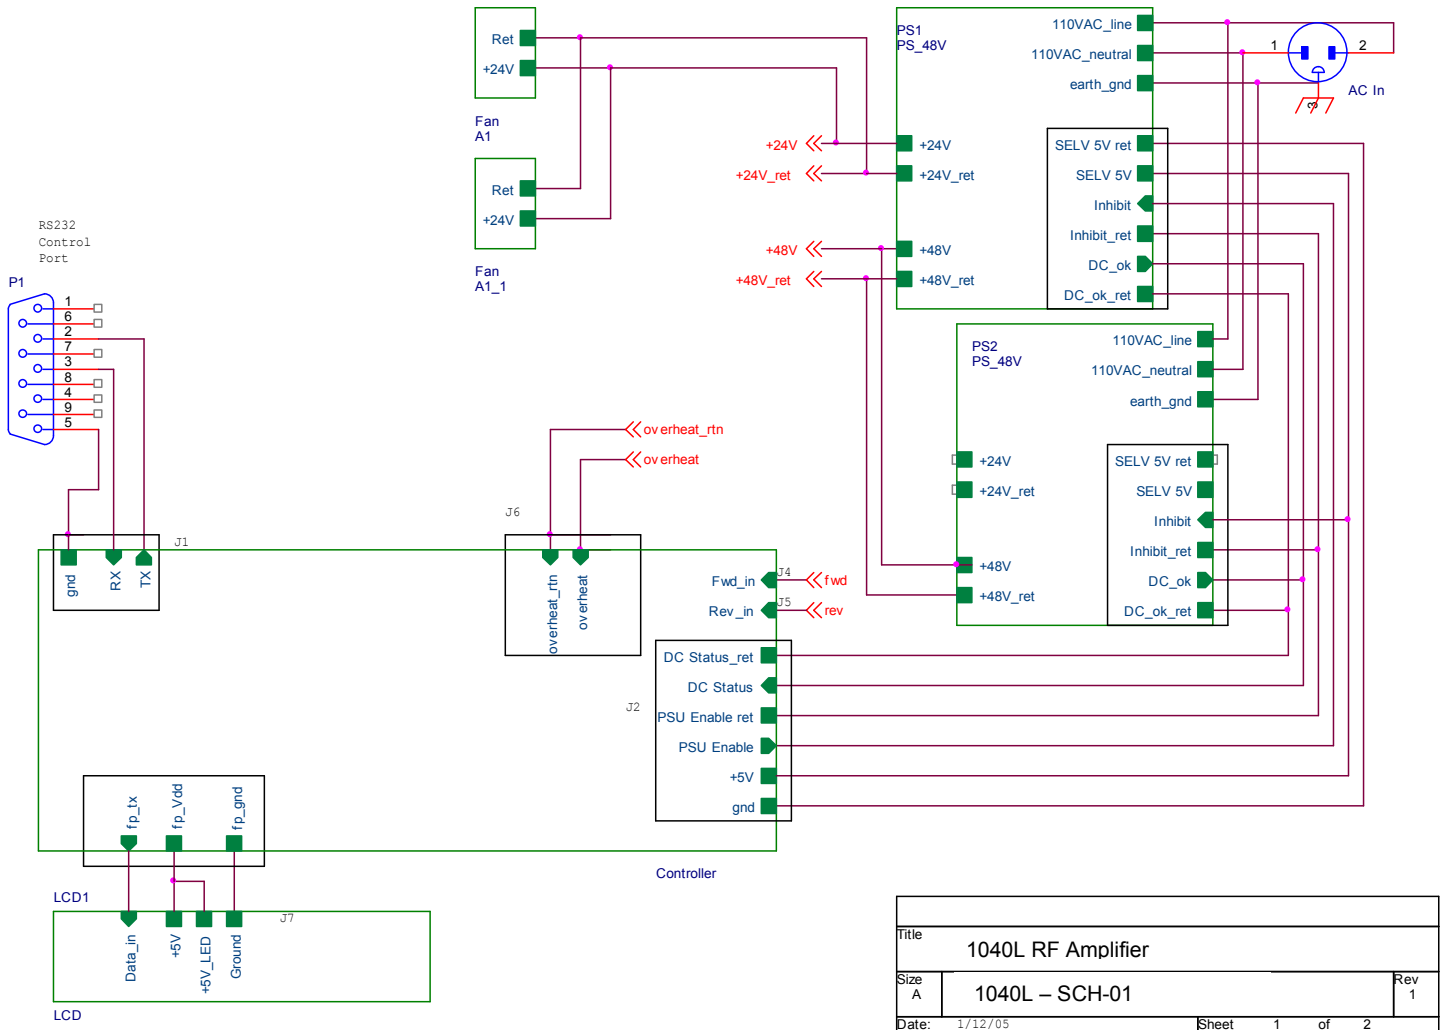 Ret
+24V
Fan
A1
Ret
+24V
Fan
A1_1
PS1
PS_48V
110VAC_line
110VAC_neutral
earth_gnd
SELV 5V ret
SELV 5V
Inhibit
Inhibit_ret
DC_ok
DC_ok_ret
+24V
+24V_ret
+48V
+48V_ret
+24V
+24V_ret
+48V
+48V_ret
1
2
3
AC In
PS2
PS_48V
110VAC_line
110VAC_neutral
earth_gnd
SELV 5V ret
SELV 5V
Inhibit
Inhibit_ret
DC_ok
DC_ok_ret
+24V
+24V_ret
+48V
+48V_ret
RS232
Control
Port
P1
1
6
2
7
3
8
4
9
5
overheat_rtn
overheat
J1
gnd
RX
TX
J6
overheat_rtn
overheat
Fwd_in
J4
fwd
Rev_in
J5
rev
J2
DC Status_ret
DC Status
PSU Enable ret
PSU Enable
+5V
gnd
Controller
fp_tx
fp_Vdd
fp_gnd
LCD1
J7
Data_in
+5V
+5V_LED
Ground
LCD
Title
1040L RF Amplifier
Size
A
1040L – SCH-01
Rev
1
Date:
1/12/05
Sheet 1 of 2